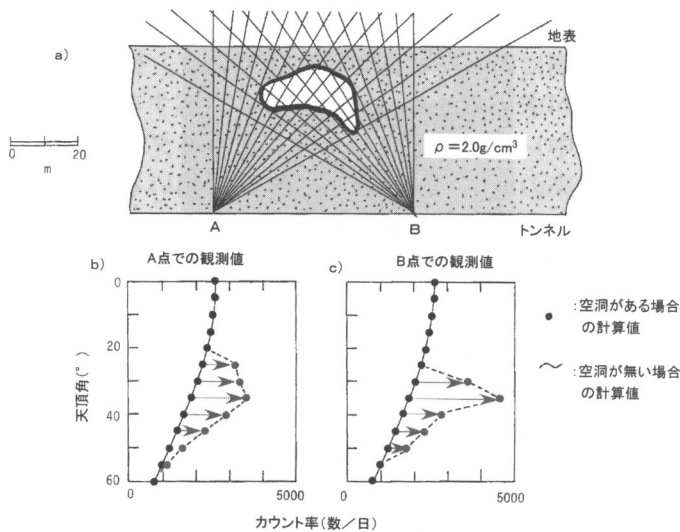 a)
地表
ρ＝2.0g/cm³
0 20
m
A
B
トンネル
b)
A点での観測値
c)
B点での観測値
0
20
40
60
天頂角(°)
0
5000
0
5000
カウント率(数／日)
●:空洞がある場合
の計算値
〜:空洞が無い場合
の計算値